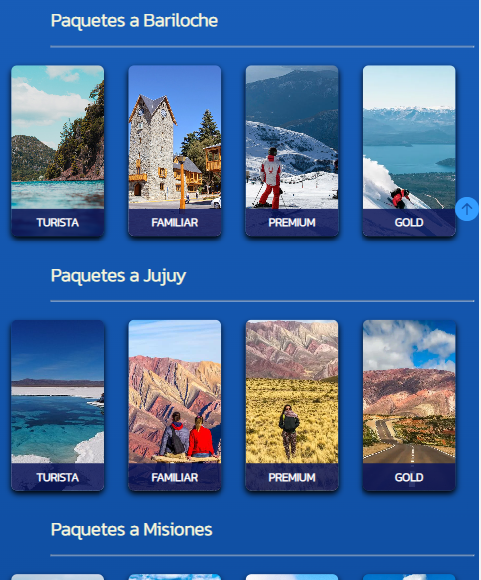 Paquetes a Bariloche
TURISTA
FAMILIAR
PREMIUM
GOLD
Paquetes a Jujuy
TURISTA
FAMILIAR
PREMIUM
GOLD
Paquetes a Misiones